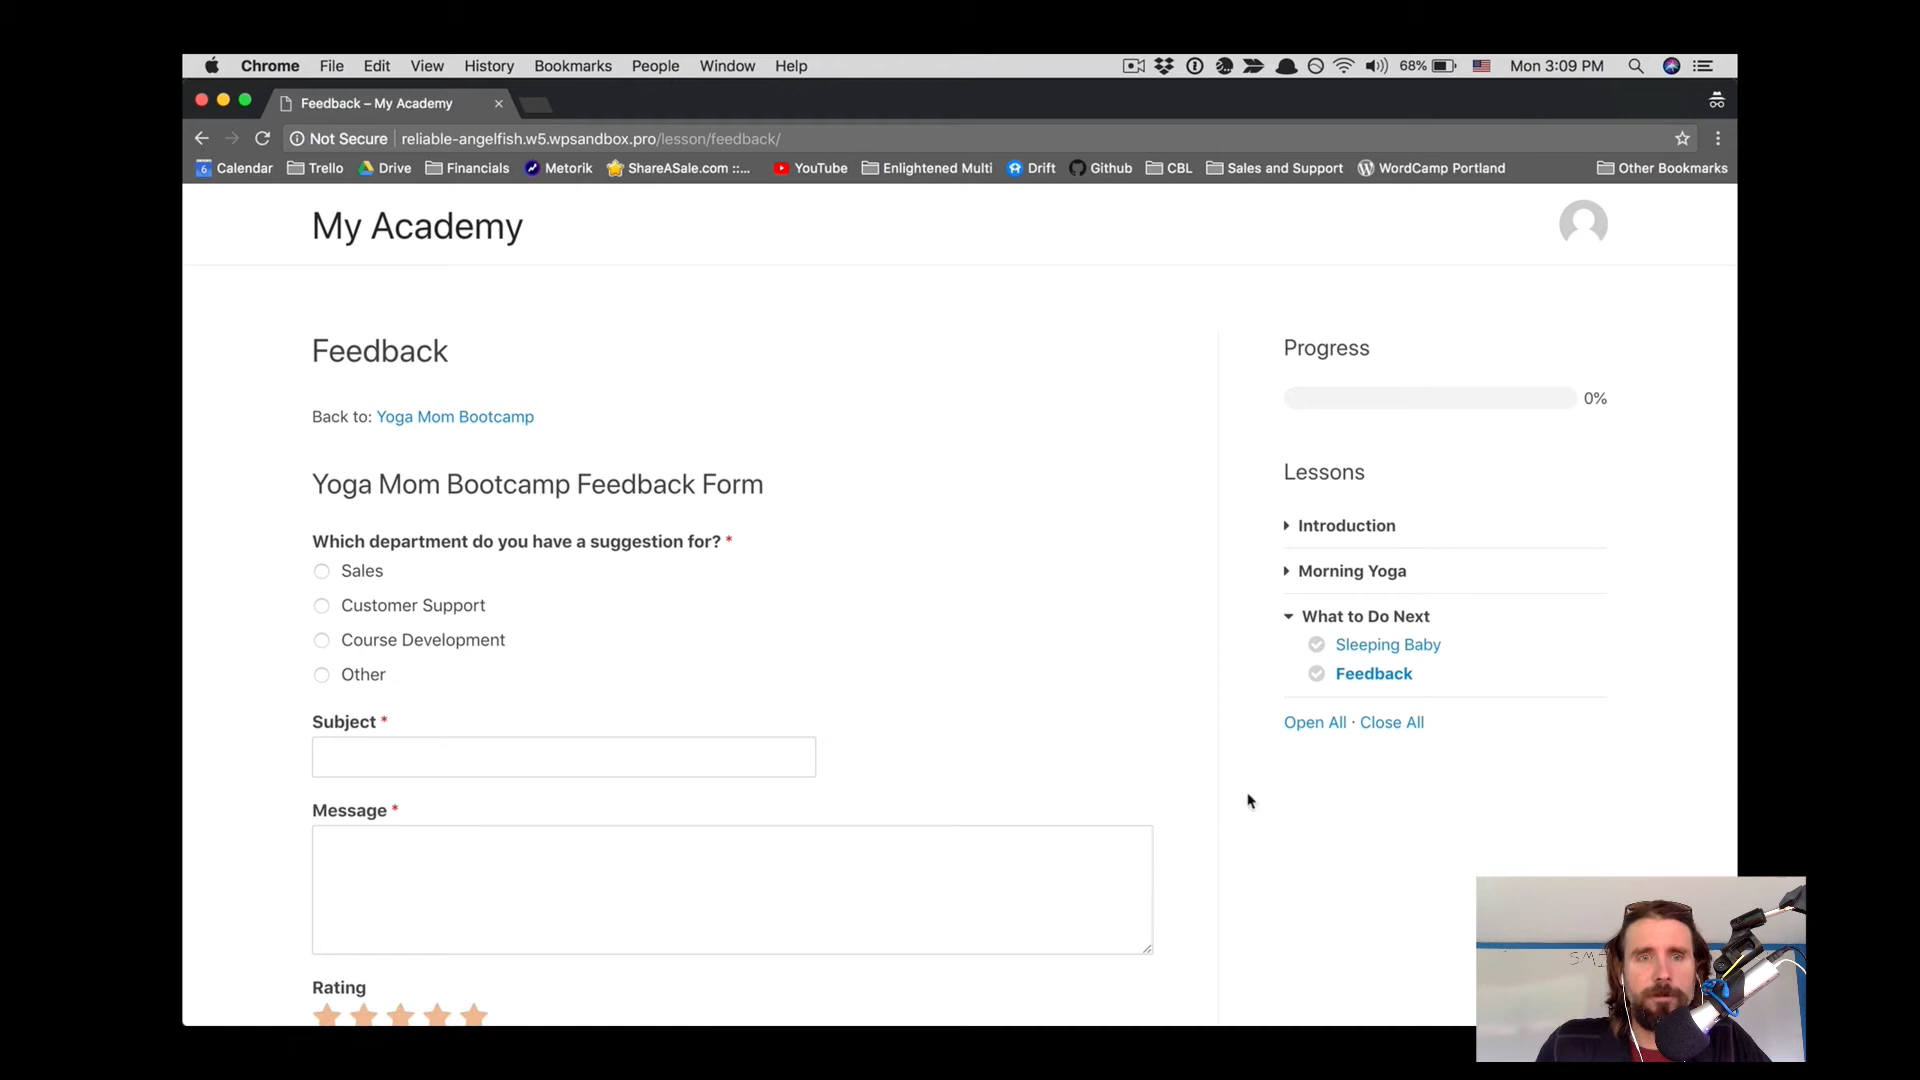 Chrome File Edit View History Bookmarks People Window Help 68% Mon 3:09 PM
Feedback – My Academy
Not Secure reliable-angelfish.w5.wpsandbox.pro/lesson/feedback/
6 Calendar Trello Drive Financials Metorik ShareASale.com ::... YouTube Enlightened Multi Drift Github CBL Sales and Support WordCamp Portland Other Bookmarks
My Academy
Feedback
Back to: Yoga Mom Bootcamp
Yoga Mom Bootcamp Feedback Form
Which department do you have a suggestion for? *
Sales
Customer Support
Course Development
Other
Subject *
Message *
Rating
Progress
0%
Lessons
Introduction
Morning Yoga
What to Do Next
Sleeping Baby
Feedback
Open All · Close All